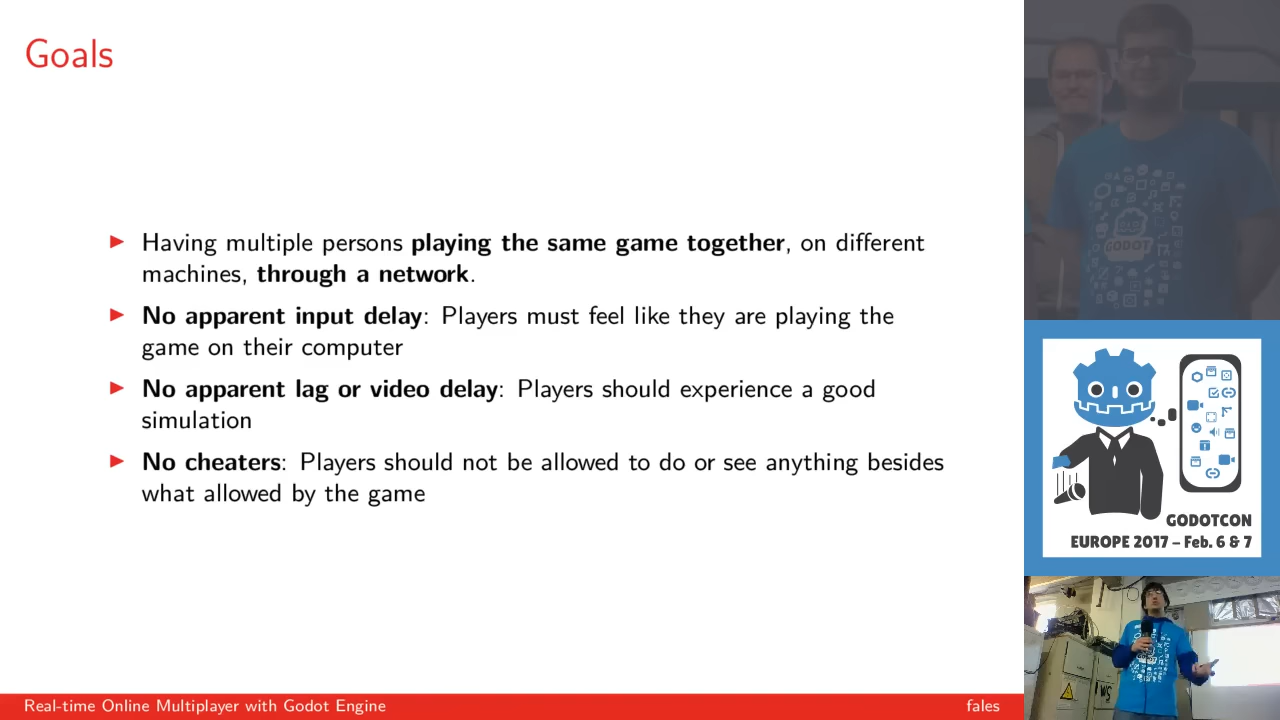 Goals
Having multiple persons playing the same game together, on different
machines, through a network.
No apparent input delay: Players must feel like they are playing the
game on their computer
No apparent lag or video delay: Players should experience a good
simulation
No cheaters: Players should not be allowed to do or see anything besides
what allowed by the game
Real-time Online Multiplayer with Godot Engine
fales
GODOT
GODOTCON
EUROPE 2017 – Feb. 6 & 7
WS